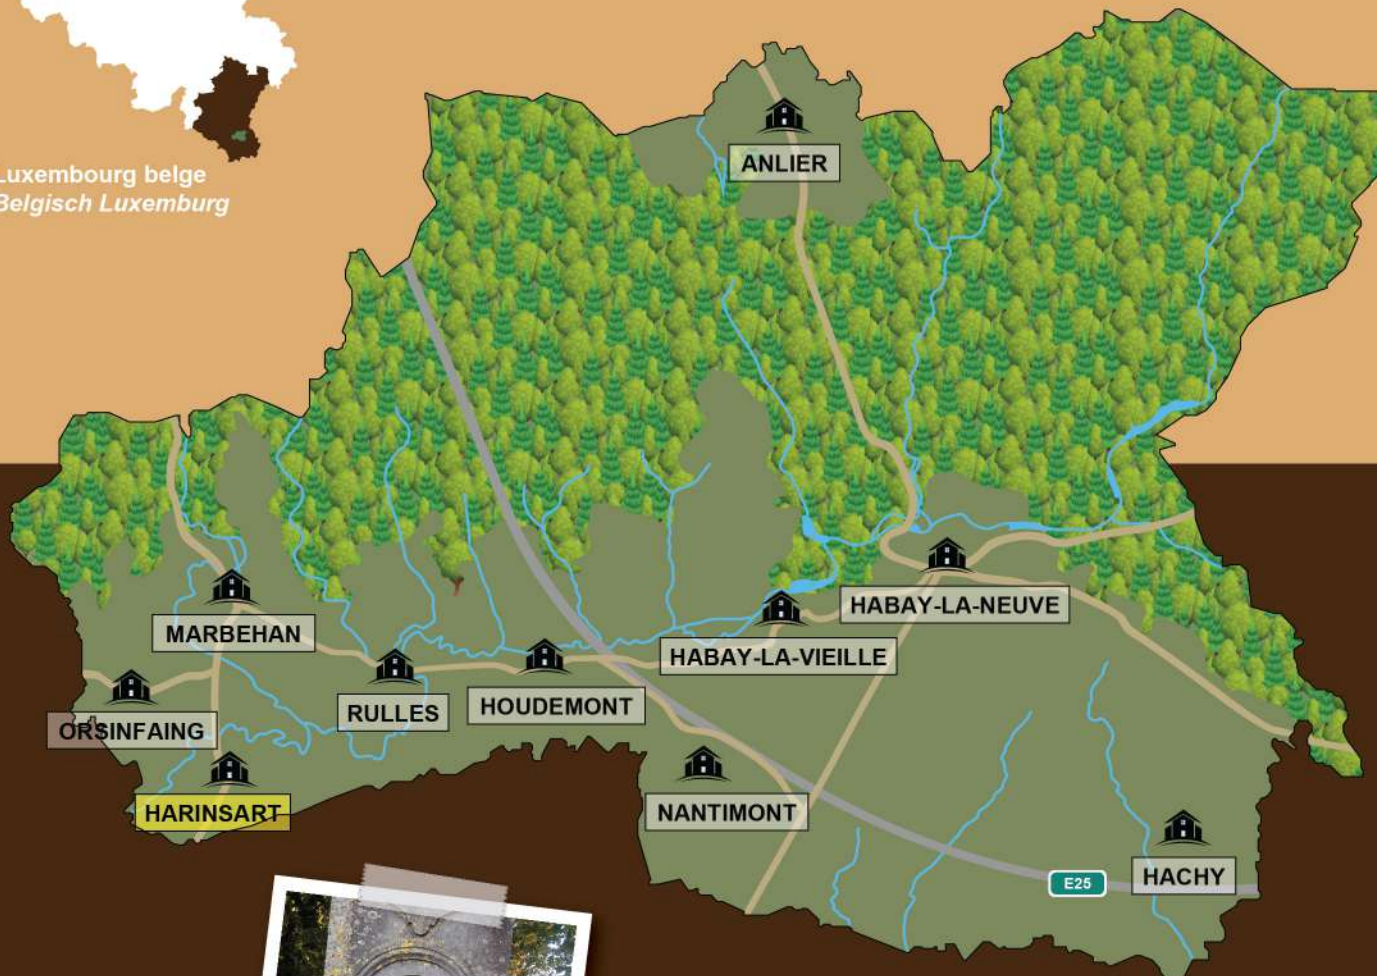 Luxembourg belge
Belgisch Luxemburg
ANLIER
HABAY-LA-NEUVE
MARBEHAN
HABAY-LA-VIEILLE
RULLES
HOUDEMONT
ORSINFAING
HARINSART
NANTIMONT
E25
HACHY